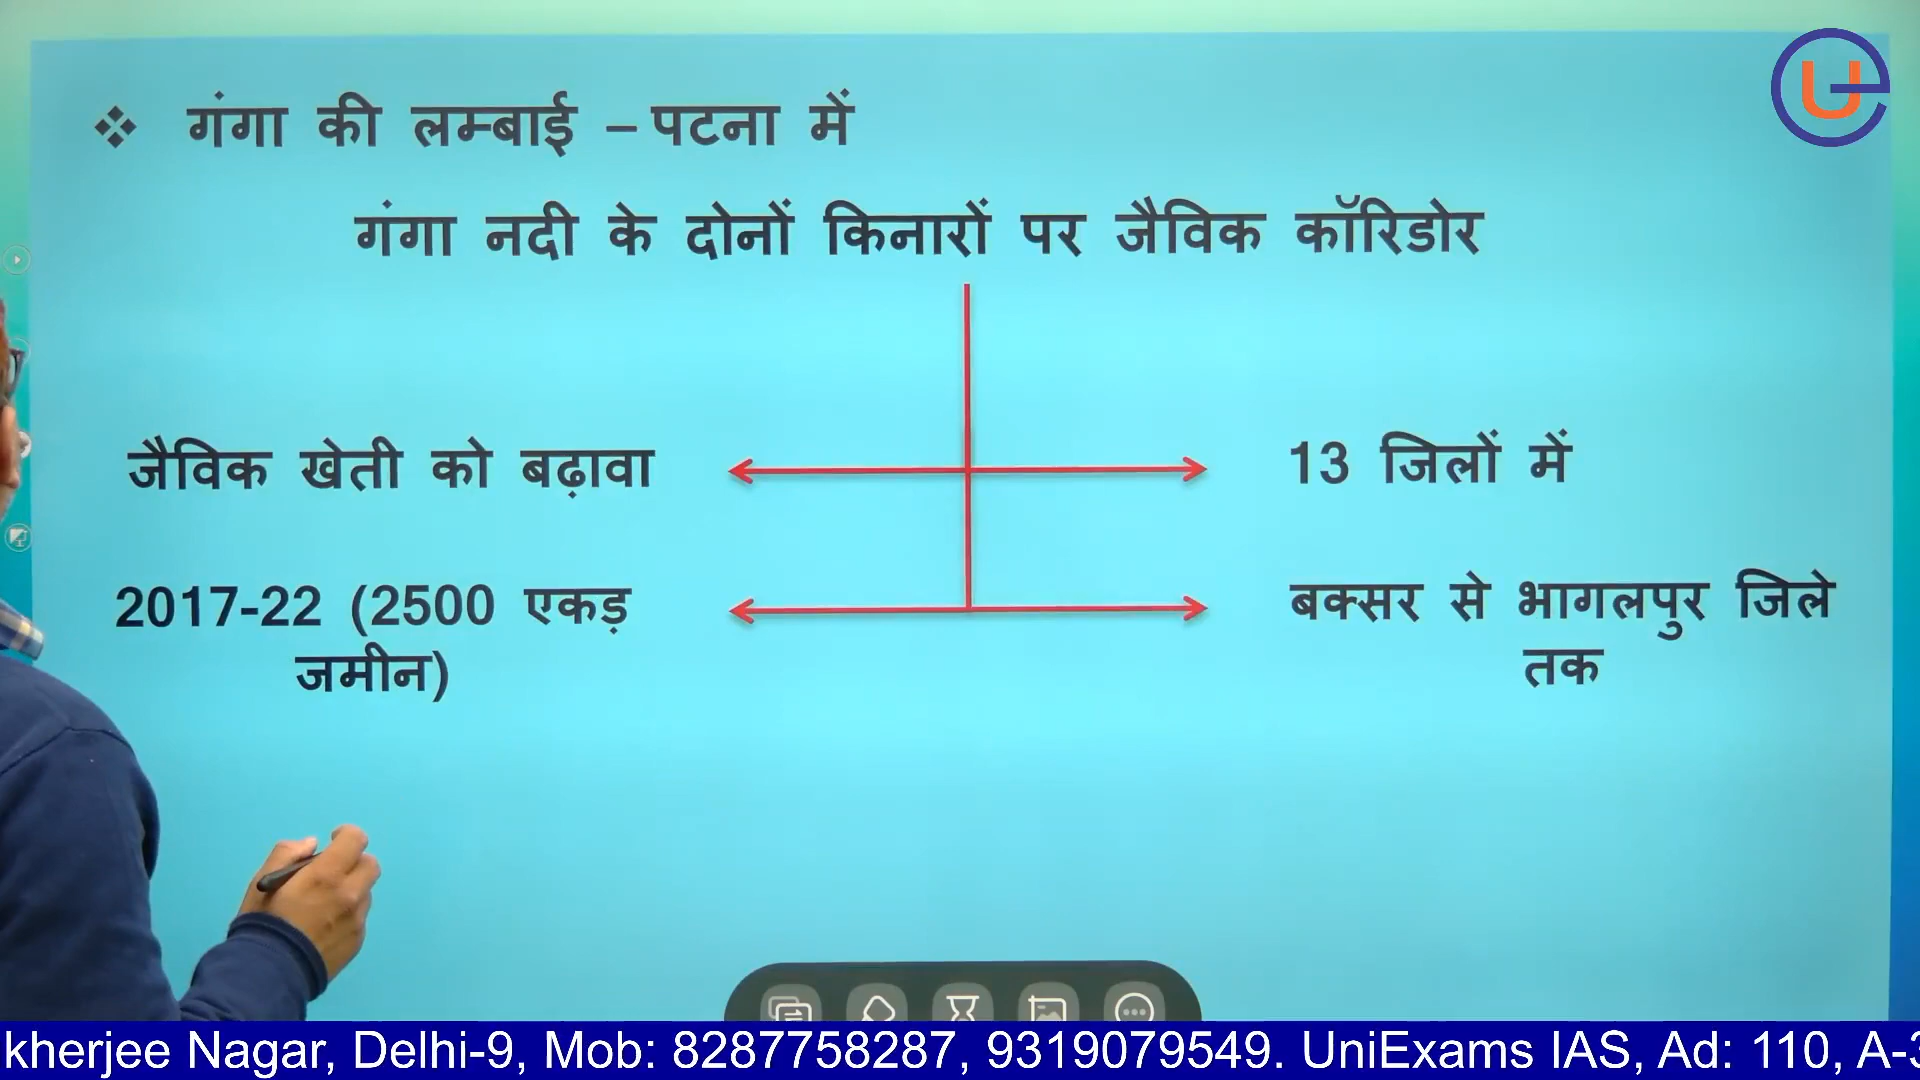 ❖ गंगा की लम्बाई – पटना में
गंगा नदी के दोनों किनारों पर जैविक कॉरिडोर
जैविक खेती को बढ़ावा
13 जिलों में
2017-22 (2500 एकड़
जमीन)
बक्सर से भागलपुर जिले
तक
kherjee Nagar, Delhi-9, Mob: 8287758287, 9319079549. UniExams IAS, Ad: 110, A-3